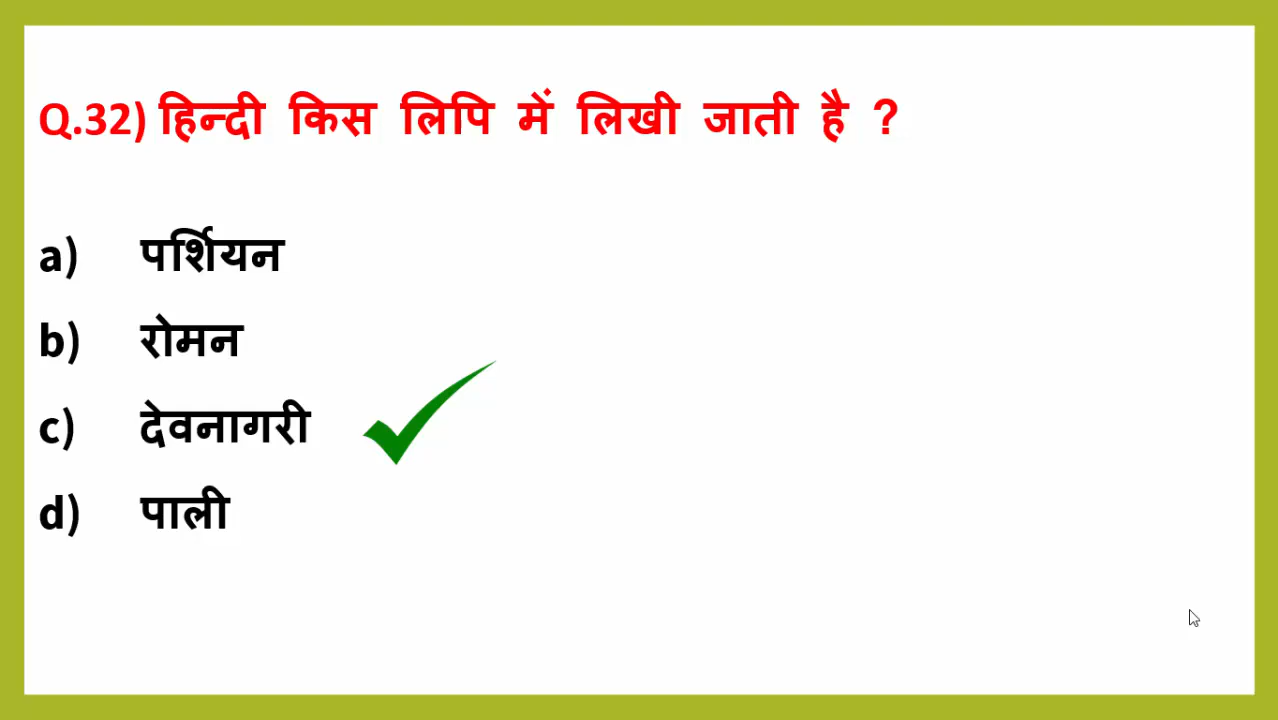 Q.32) हिन्दी किस लिपि में लिखी जाती है ?
a) पर्शियन
b) रोमन
c) देवनागरी
d) पाली